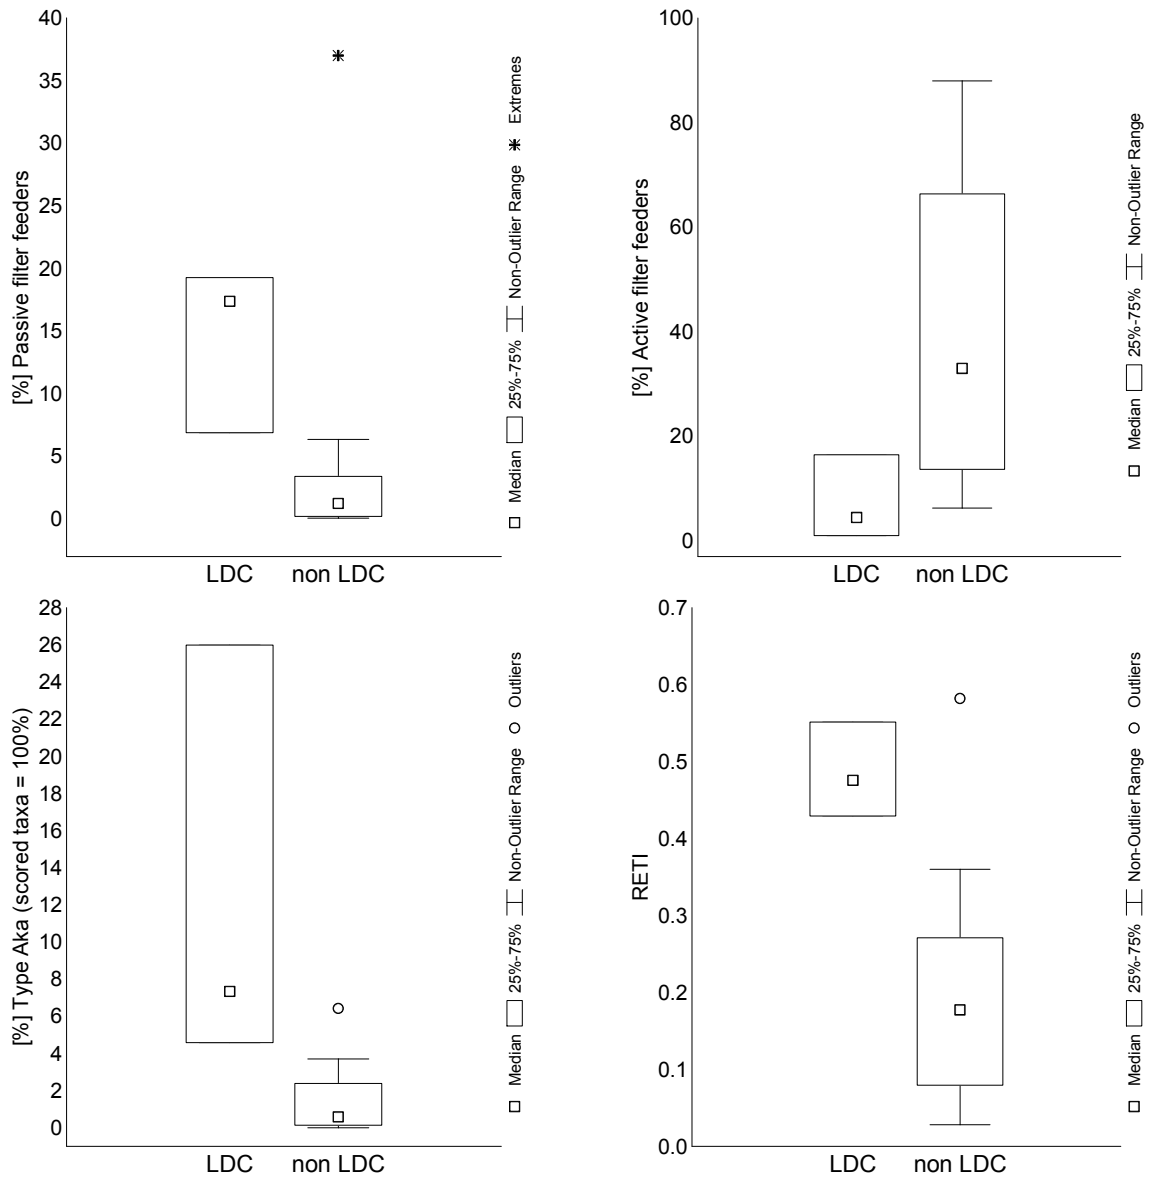 40
35
30
25
20
15
10
5
0
[%] Passive filter feeders
LDC
non LDC
Median
25%-75%
Non-Outlier Range
Extremes
100
80
60
40
20
0
[%] Active filter feeders
LDC
non LDC
Median
25%-75%
Non-Outlier Range
28
26
24
22
20
18
16
14
12
10
8
6
4
2
0
[%] Type Aka (scored taxa = 100%)
LDC
non LDC
Median
25%-75%
Non-Outlier Range
Outliers
0.7
0.6
0.5
0.4
0.3
0.2
0.1
0.0
RETI
LDC
non LDC
Median
25%-75%
Non-Outlier Range
Outliers